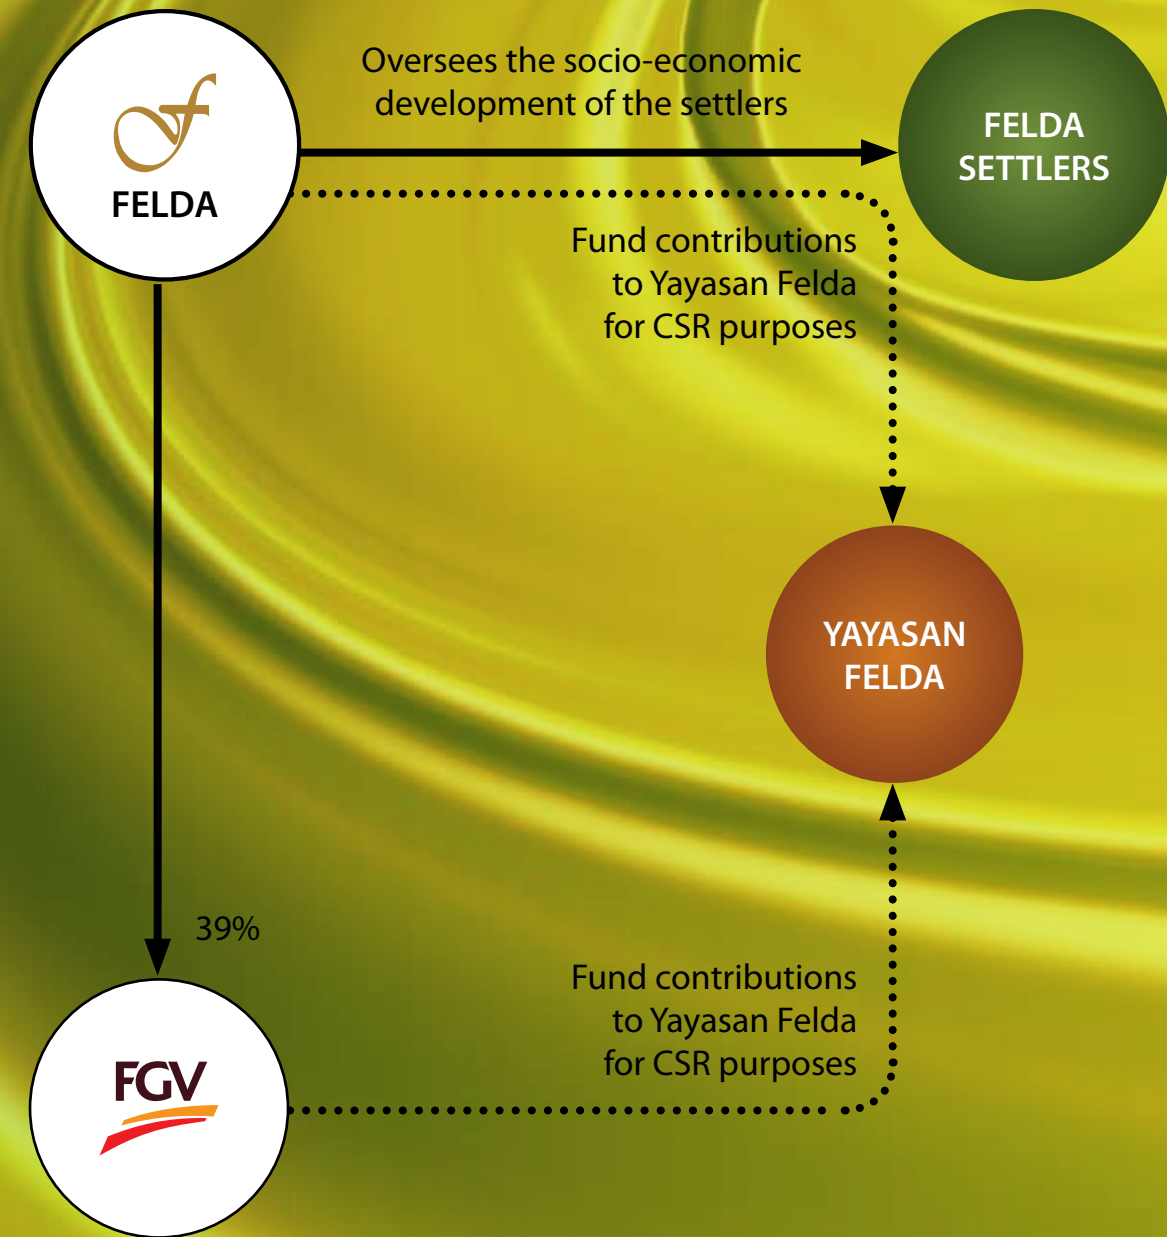 FELDA
Oversees the socio-economic
development of the settlers
FELDA
SETTLERS
Fund contributions
to Yayasan Felda
for CSR purposes
YAYASAN
FELDA
39%
FGV
Fund contributions
to Yayasan Felda
for CSR purposes